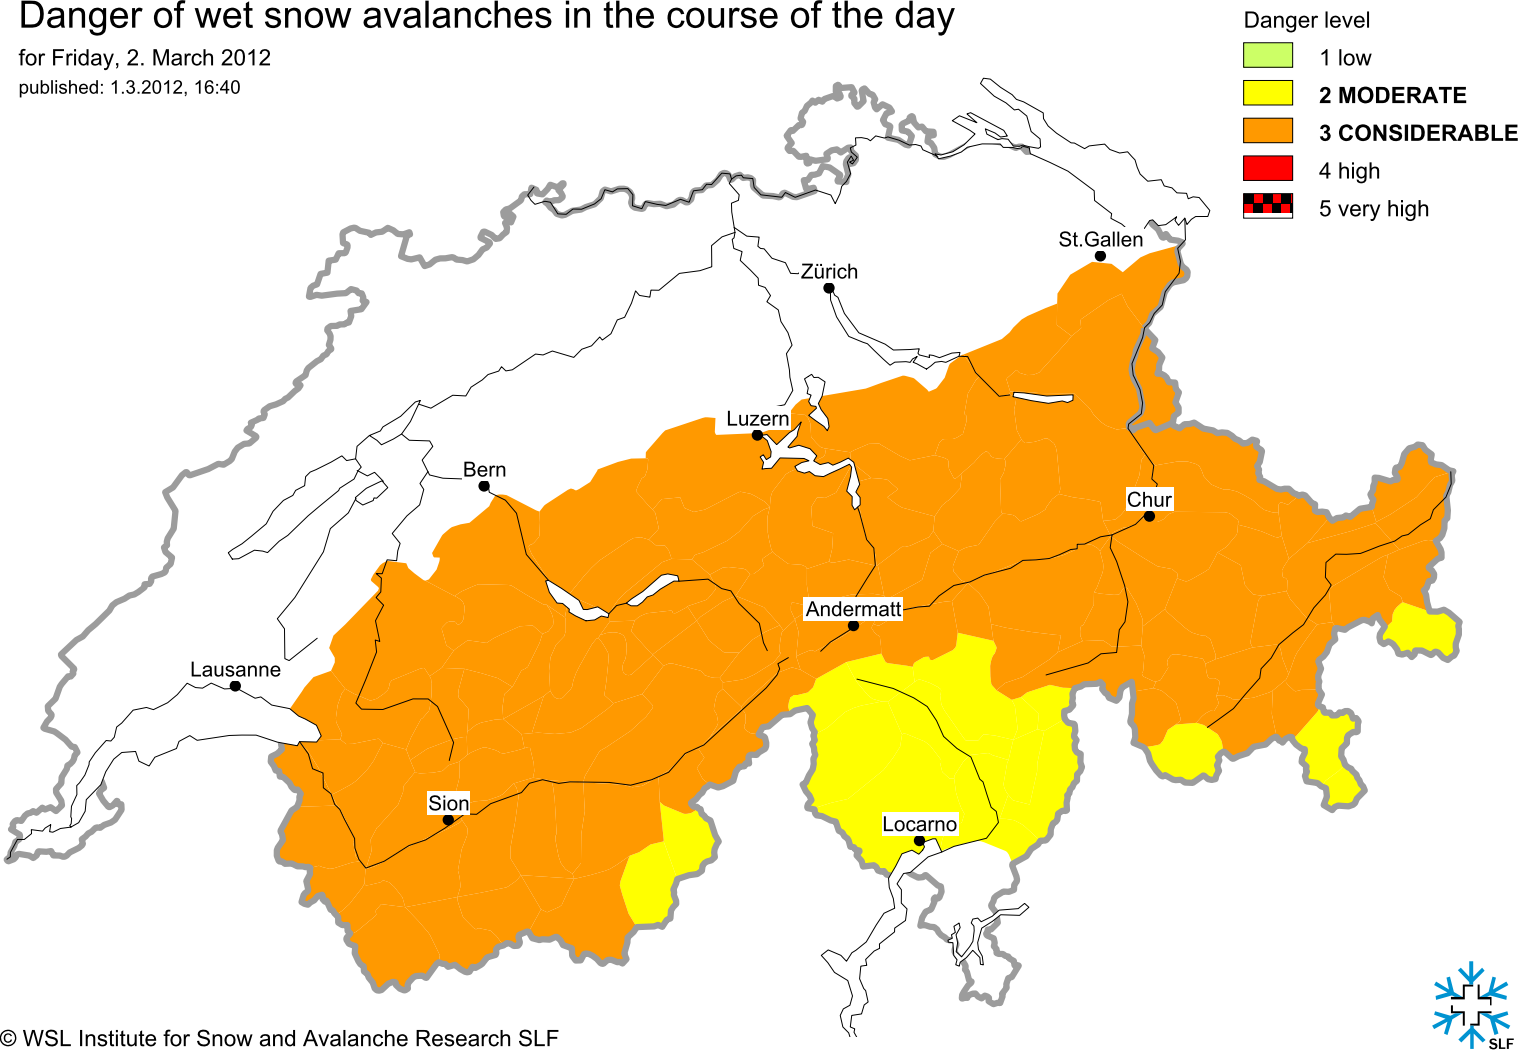 Danger of wet snow avalanches in the course of the day
for Friday, 2. March 2012
published: 1.3.2012, 16:40
Danger level
1 low
2 MODERATE
3 CONSIDERABLE
4 high
5 very high
St.Gallen
Zürich
Luzern
Bern
Chur
Andermatt
Lausanne
Sion
Locarno
© WSL Institute for Snow and Avalanche Research SLF
SLF